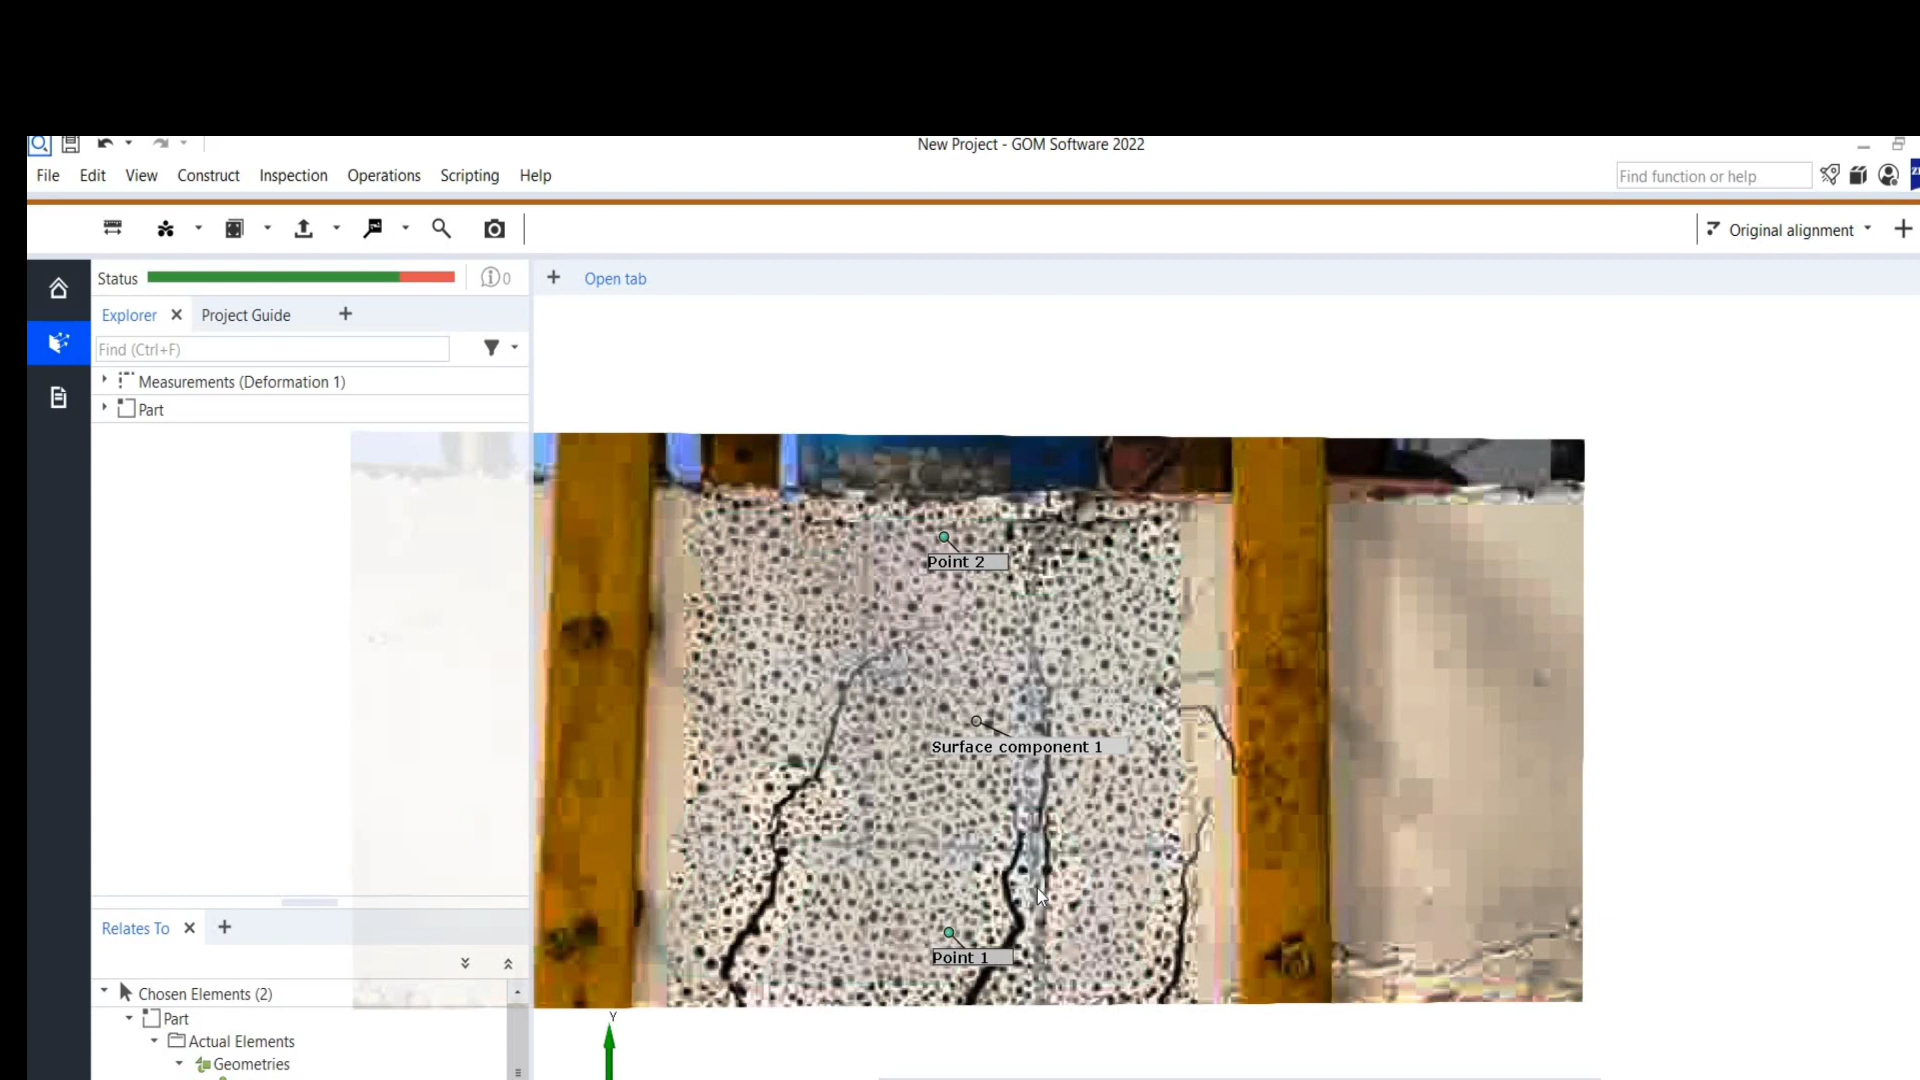 New Project - GOM Software 2022
File Edit View Construct Inspection Operations Scripting Help
Find function or help
Original alignment
Status
0
Open tab
Explorer
Project Guide
Find (Ctrl+F)
Measurements (Deformation 1)
Part
Point 2
Surface component 1
Point 1
Relates To
Chosen Elements (2)
Part
Actual Elements
Geometries
Y